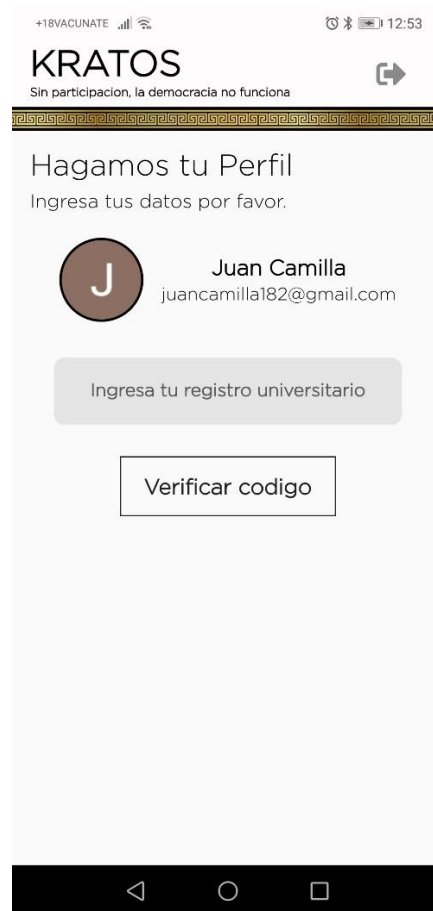 +18VACUNATE 12:53
KRATOS
Sin participacion, la democracia no funciona
Hagamos tu Perfil
Ingresa tus datos por favor.
J
Juan Camilla
juancamilla182@gmail.com
Ingresa tu registro universitario
Verificar codigo